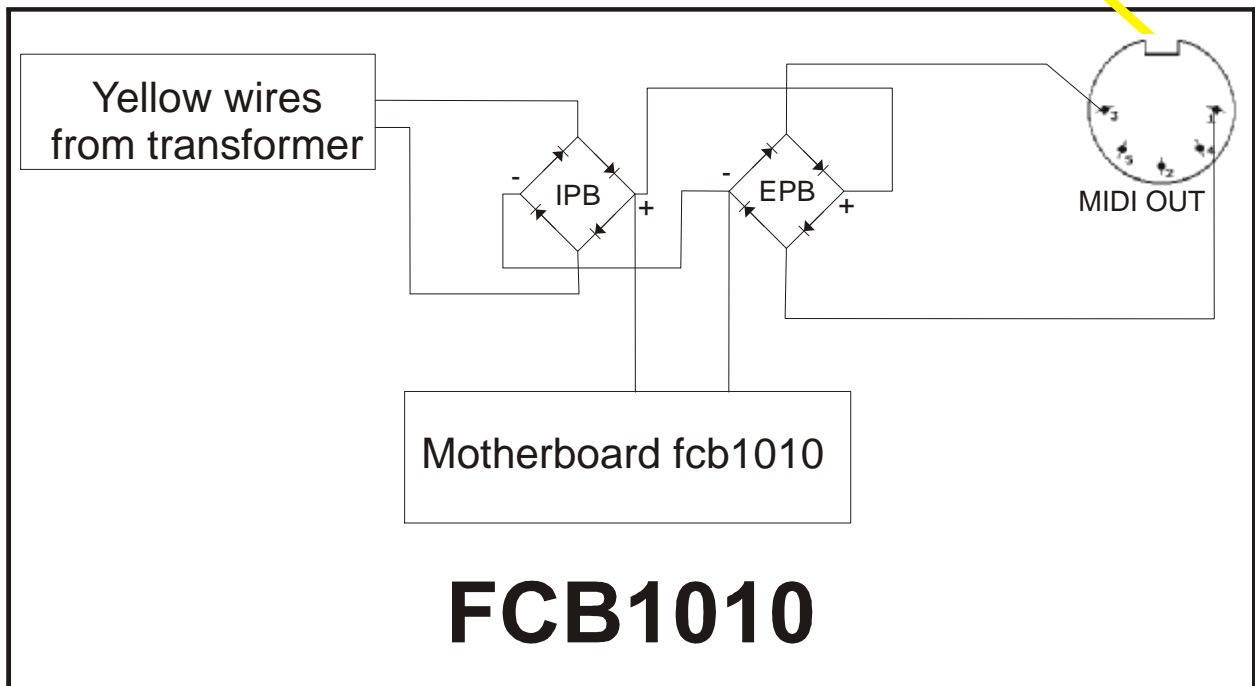 Yellow wires
from transformer
-
IPB
+
-
EPB
+
3
1
5
4
2
MIDI OUT
Motherboard fcb1010
FCB1010